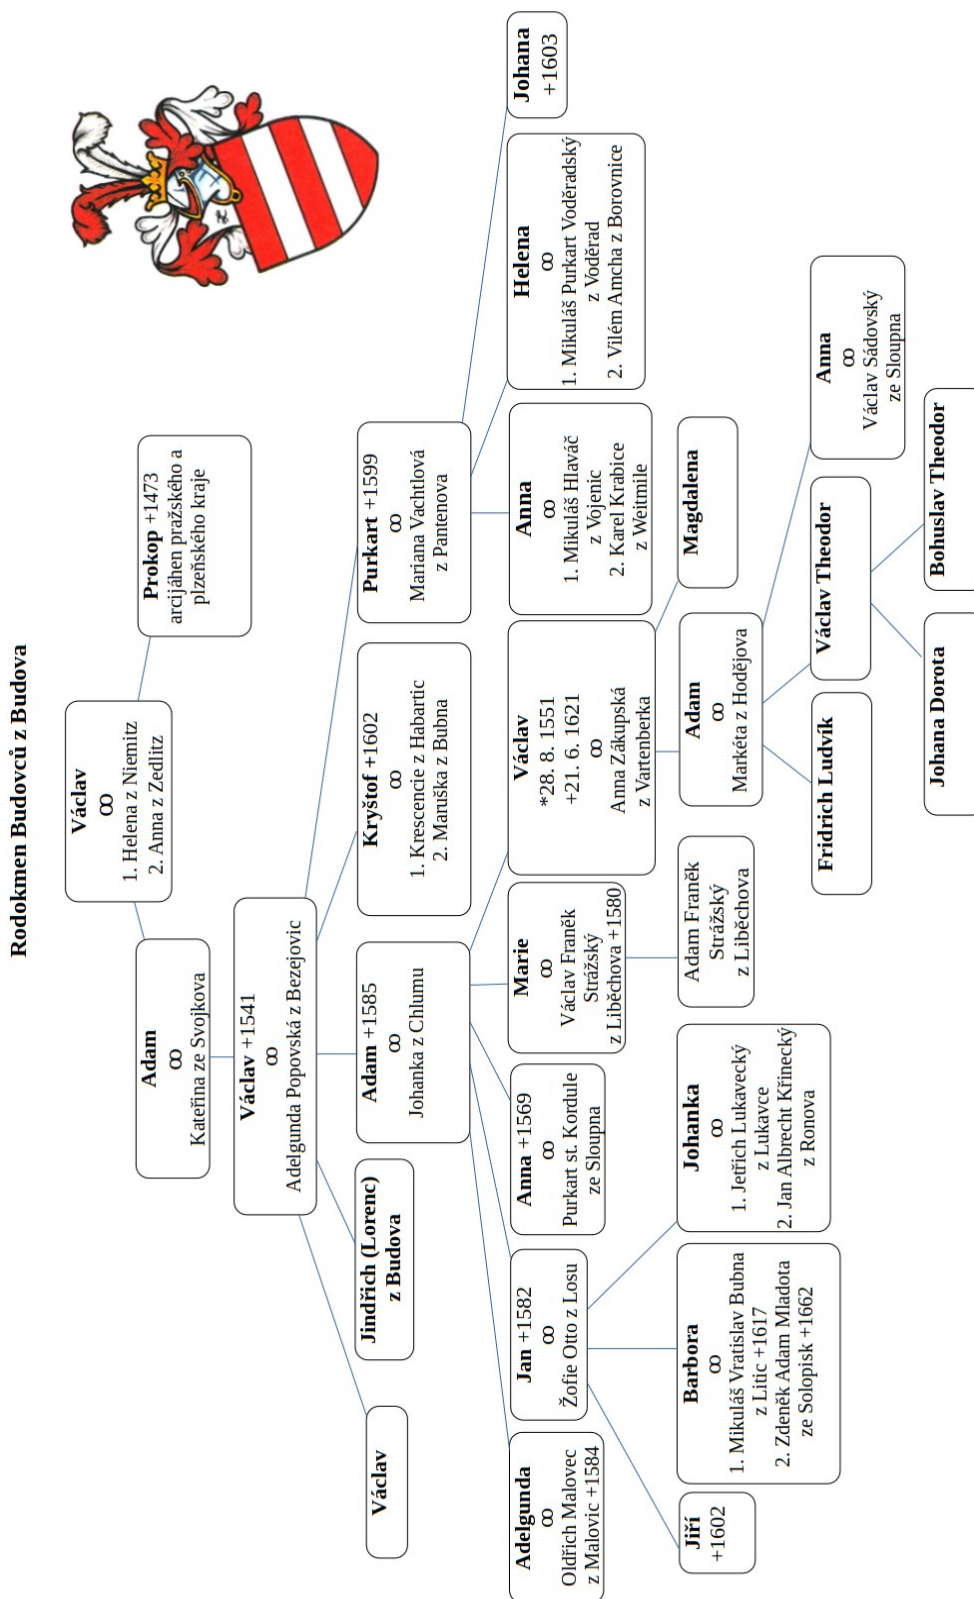 Rodokmen Budovců z Budova
Václav
∞
1. Helena z Niemitz
2. Anna z Zedlitz
Adam
∞
Kateřina ze Svojkova
Prokop +1473
arcijáhen pražského a
plzeňského kraje
Václav +1541
∞
Adelgunda Popovská z Bezejovic
Václav
Jindřich (Lorenc)
z Budova
Adam +1585
∞
Johanka z Chlumu
Kryštof +1602
∞
1. Krescencie z Habartic
2. Maruška z Bubna
Purkart +1599
∞
Mariana Vachtlová
z Pantenova
Adelgunda
∞
Oldřich Malovec
z Malovic +1584
Jan +1582
∞
Žofie Otto z Losu
Anna +1569
∞
Purkart st. Kordule
ze Sloupna
Marie
∞
Václav Franěk
Strážský
z Liběchova +1580
Václav
*28. 8. 1551
+21. 6. 1621
∞
Anna Zákupská
z Vartenberka
Anna
∞
1. Mikuláš Hlaváč
z Vojenic
2. Karel Krabice
z Weitmile
Helena
∞
1. Mikuláš Purkart Voděradský
z Voděrad
2. Vilém Amcha z Borovnice
Johana
+1603
Jiří
+1602
Barbora
∞
1. Mikuláš Vratislav Bubna
z Litic +1617
2. Zdeněk Adam Mladota
ze Solopisk +1662
Johanka
∞
1. Jetřich Lukavecký
z Lukavce
2. Jan Albrecht Křinecký
z Ronova
Adam Franěk
Strážský
z Liběchova
Adam
∞
Markéta z Hodějova
Magdalena
Fridrich Ludvík
Václav Theodor
Anna
∞
Václav Sádovský
ze Sloupna
Johana Dorota
Bohuslav Theodor